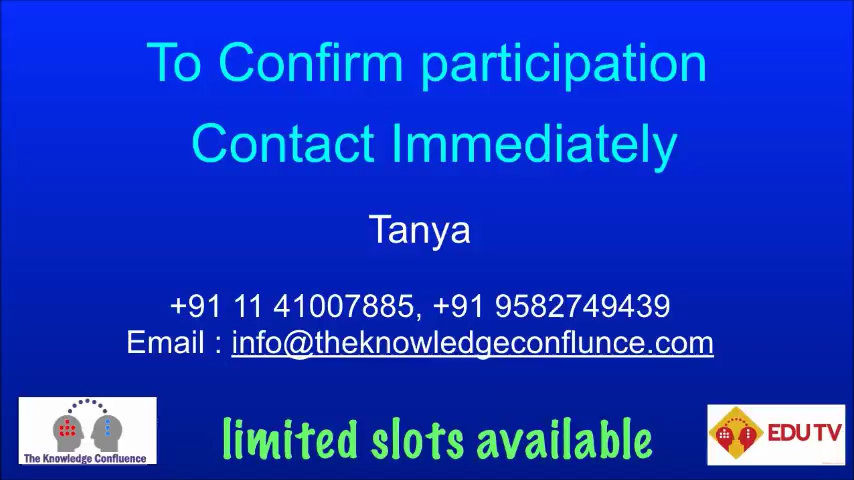 To Confirm participation
Contact Immediately
Tanya
+91 11 41007885, +91 9582749439
Email : info@theknowledgeconflunce.com
limited slots available
The Knowledge Confluence
EDU TV